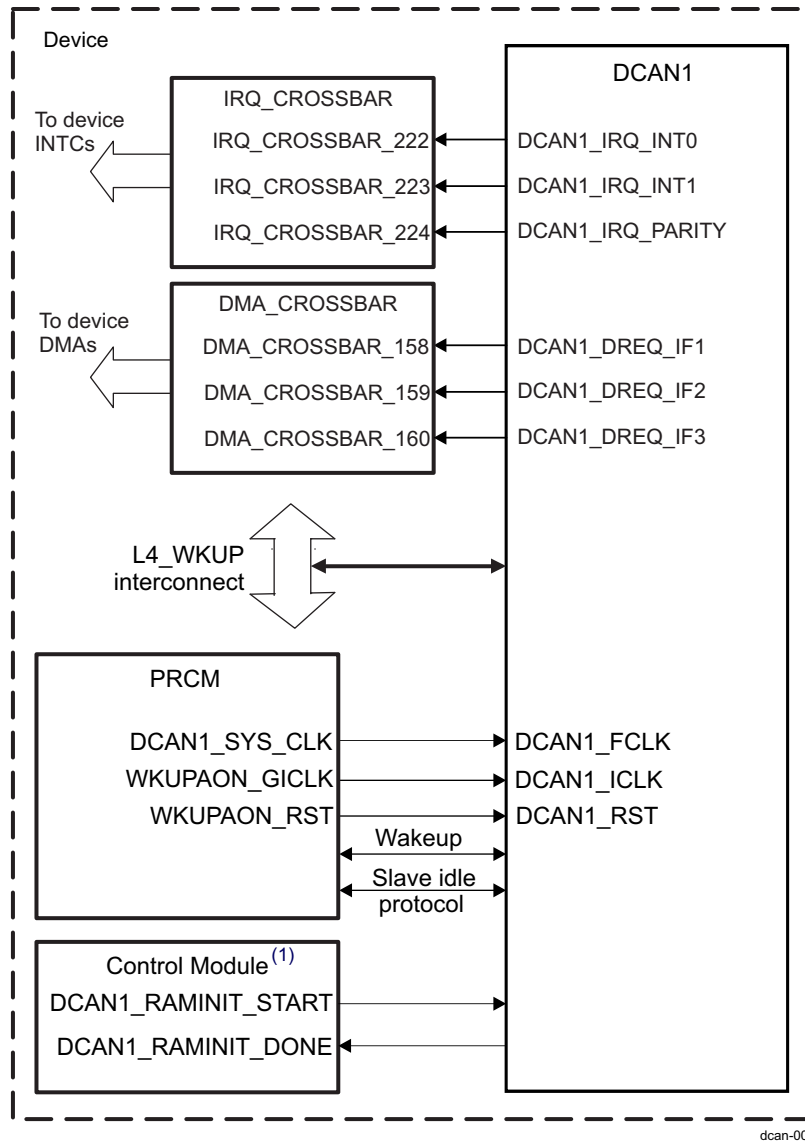 Device
DCAN1
IRQ_CROSSBAR
To device
INTCs
IRQ_CROSSBAR_222
DCAN1_IRQ_INT0
IRQ_CROSSBAR_223
DCAN1_IRQ_INT1
IRQ_CROSSBAR_224
DCAN1_IRQ_PARITY
DMA_CROSSBAR
To device
DMAs
DMA_CROSSBAR_158
DCAN1_DREQ_IF1
DMA_CROSSBAR_159
DCAN1_DREQ_IF2
DMA_CROSSBAR_160
DCAN1_DREQ_IF3
L4_WKUP
interconnect
PRCM
DCAN1_SYS_CLK
DCAN1_FCLK
WKUPAON_GICLK
DCAN1_ICLK
WKUPAON_RST
DCAN1_RST
Wakeup
Slave idle
protocol
Control Module(1)
DCAN1_RAMINIT_START
DCAN1_RAMINIT_DONE